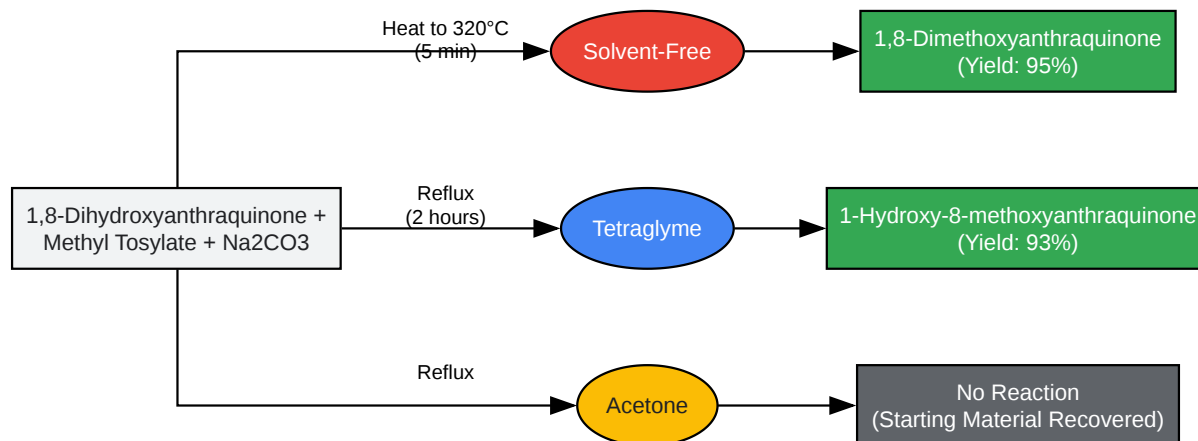 Heat to 320°C
(5 min)
Solvent-Free
1,8-Dimethoxyanthraquinone
(Yield: 95%)
1,8-Dihydroxyanthraquinone +
Methyl Tosylate + Na2CO3
Reflux
(2 hours)
Tetraglyme
1-Hydroxy-8-methoxyanthraquinone
(Yield: 93%)
Reflux
Acetone
No Reaction
(Starting Material Recovered)